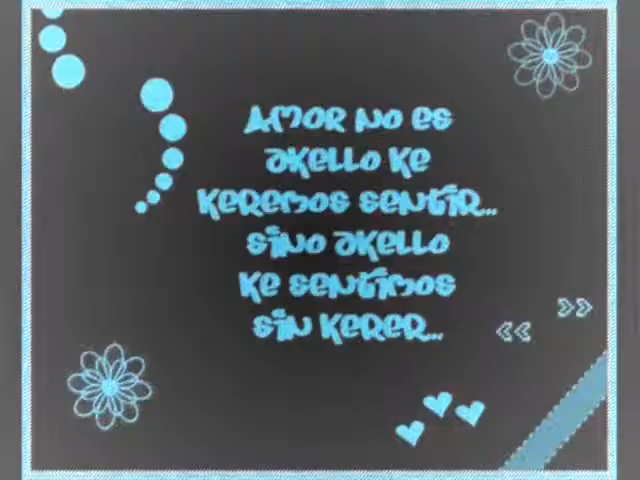 Amor no es
akello ke
keremos sentir...
sino akello
ke sentimos
sin kerer...